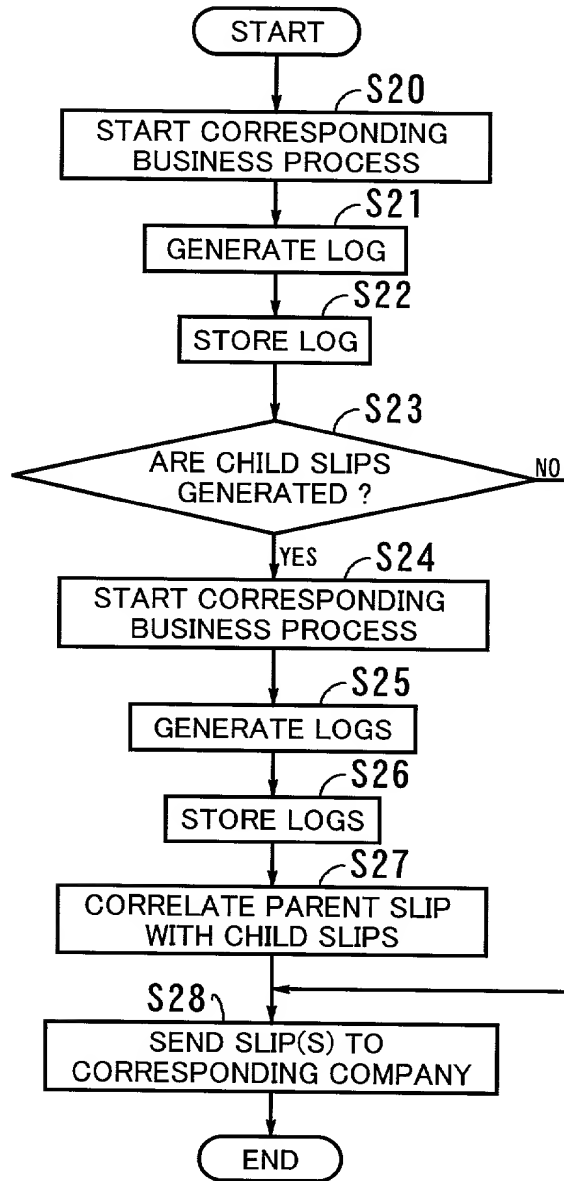 START
S20
START CORRESPONDING
BUSINESS PROCESS
S21
GENERATE LOG
S22
STORE LOG
S23
ARE CHILD SLIPS
GENERATED ?
NO
YES
S24
START CORRESPONDING
BUSINESS PROCESS
S25
GENERATE LOGS
S26
STORE LOGS
S27
CORRELATE PARENT SLIP
WITH CHILD SLIPS
S28
SEND SLIP(S) TO
CORRESPONDING COMPANY
END